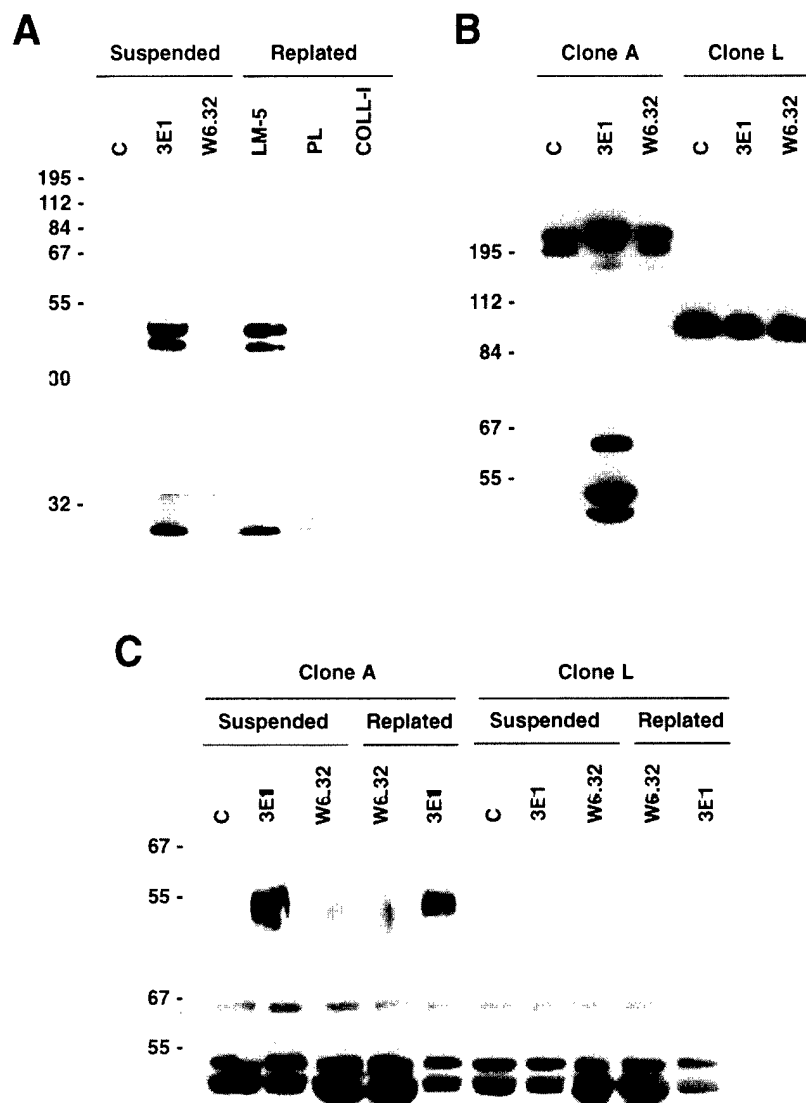 A
Suspended
Replated
C
3E1
W6.32
LM-5
PL
COLL-I
195 -
112 -
84 -
67 -
55 -
30
32 -
B
Clone A
Clone L
C
3E1
W6.32
C
3E1
W6.32
195 -
112 -
84 -
67 -
55 -
C
Clone A
Clone L
Suspended
Replated
Suspended
Replated
C
3E1
W6.32
W6.32
3E1
C
3E1
W6.32
W6.32
3E1
67 -
55 -
67 -
55 -